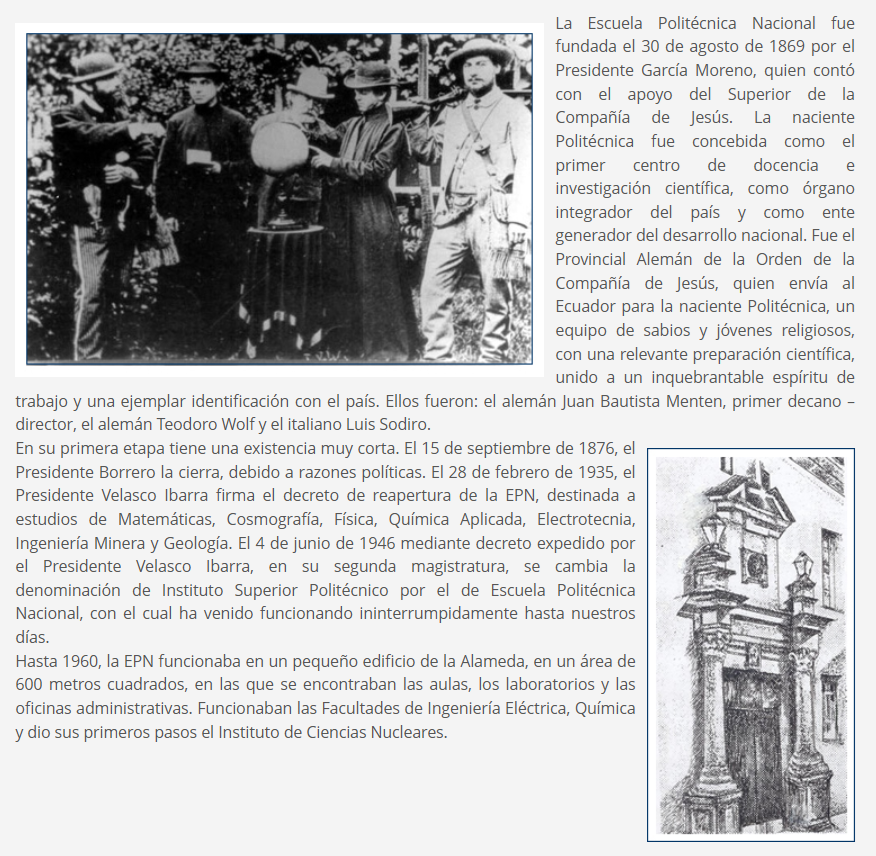 La Escuela Politécnica Nacional fue
fundada el 30 de agosto de 1869 por el
Presidente García Moreno, quien contó
con el apoyo del Superior de la
Compañía de Jesús. La naciente
Politécnica fue concebida como el
primer centro de docencia e
investigación científica, como órgano
integrador del país y como ente
generador del desarrollo nacional. Fue el
Provincial Alemán de la Orden de la
Compañía de Jesús, quien envía al
Ecuador para la naciente Politécnica, un
equipo de sabios y jóvenes religiosos,
con una relevante preparación científica,
unido a un inquebrantable espíritu de
trabajo y una ejemplar identificación con el país. Ellos fueron: el alemán Juan Bautista Menten, primer decano –
director, el alemán Teodoro Wolf y el italiano Luis Sodiro.
En su primera etapa tiene una existencia muy corta. El 15 de septiembre de 1876, el
Presidente Borrero la cierra, debido a razones políticas. El 28 de febrero de 1935, el
Presidente Velasco Ibarra firma el decreto de reapertura de la EPN, destinada a
estudios de Matemáticas, Cosmografía, Física, Química Aplicada, Electrotecnia,
Ingeniería Minera y Geología. El 4 de junio de 1946 mediante decreto expedido por
el Presidente Velasco Ibarra, en su segunda magistratura, se cambia la
denominación de Instituto Superior Politécnico por el de Escuela Politécnica
Nacional, con el cual ha venido funcionando ininterrumpidamente hasta nuestros
días.
Hasta 1960, la EPN funcionaba en un pequeño edificio de la Alameda, en un área de
600 metros cuadrados, en las que se encontraban las aulas, los laboratorios y las
oficinas administrativas. Funcionaban las Facultades de Ingeniería Eléctrica, Química
y dio sus primeros pasos el Instituto de Ciencias Nucleares.